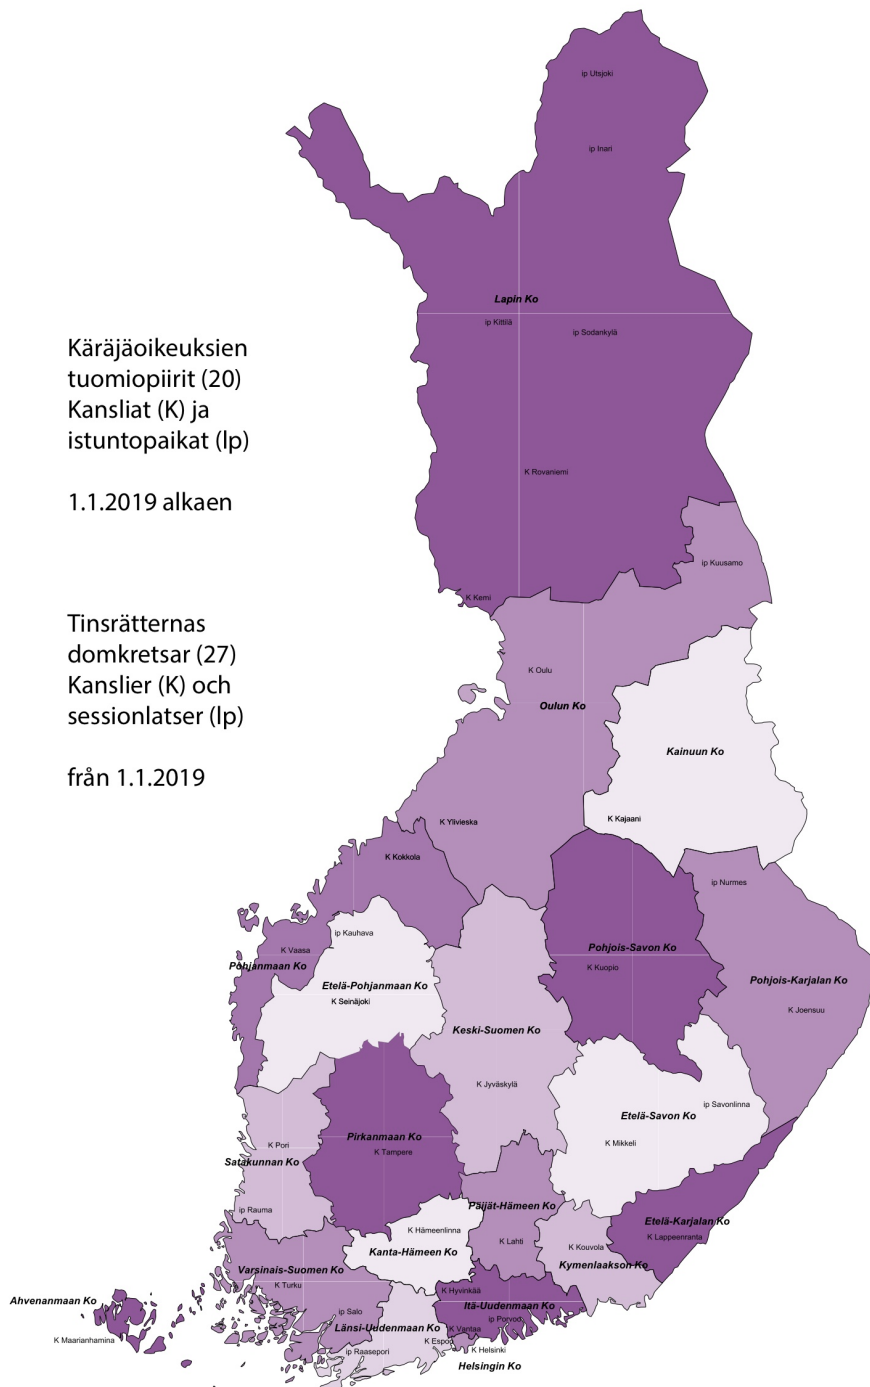 ip Utsjoki
ip Inari
Lapin Ko
ip Kittilä
ip Sodankylä
Käräjäoikeuksien
tuomiopiirit (20)
Kansliat (K) ja
istuntopaikat (lp)
1.1.2019 alkaen
K Rovaniemi
ip Kuusamo
K Kemi
Tinsrätternas
domkretsar (27)
Kanslier (K) och
sessionlatser (lp)
från 1.1.2019
K Oulu
Oulun Ko
Kainuun Ko
K Ylivieska
K Kajaani
K Kokkola
ip Nurmes
ip Kauhava
K Vaasa
Pohjanmaan Ko
Pohjois-Savon Ko
K Kuopio
Etelä-Pohjanmaan Ko
K Seinäjoki
Pohjois-Karjalan Ko
K Joensuu
Keski-Suomen Ko
K Jyväskylä
ip Savonlinna
Etelä-Savon Ko
K Mikkeli
Pirkanmaan Ko
K Tampere
K Pori
Satakunnan Ko
ip Rauma
Päijät-Hämeen Ko
K Lahti
Etelä-Karjalan Ko
K Lappeenranta
K Hämeenlinna
Kanta-Hämeen Ko
K Kouvola
Kymenlaakson Ko
Varsinais-Suomen Ko
K Turku
K Hyvinkää
Ahvenanmaan Ko
Itä-Uudenmaan Ko
ip Salo
ip Porvoo
Länsi-Uudenmaan Ko
K Vantaa
K Maarianhamina
K Espoo
ip Raasepori
K Helsinki
Helsingin Ko